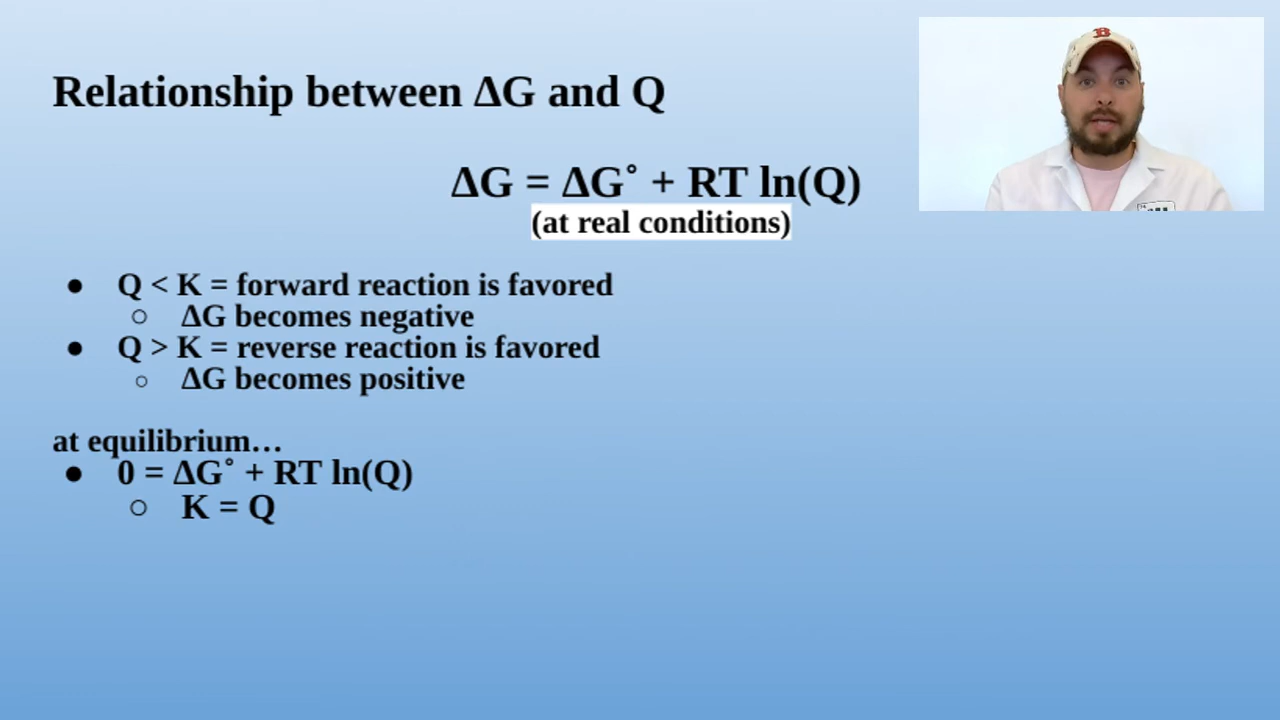 Relationship between ΔG and Q
B
ΔG = ΔG˚ + RT ln(Q)
(at real conditions)
● Q < K = forward reaction is favored
○ ΔG becomes negative
● Q > K = reverse reaction is favored
○ ΔG becomes positive
at equilibrium…
● 0 = ΔG˚ + RT ln(Q)
○ K = Q